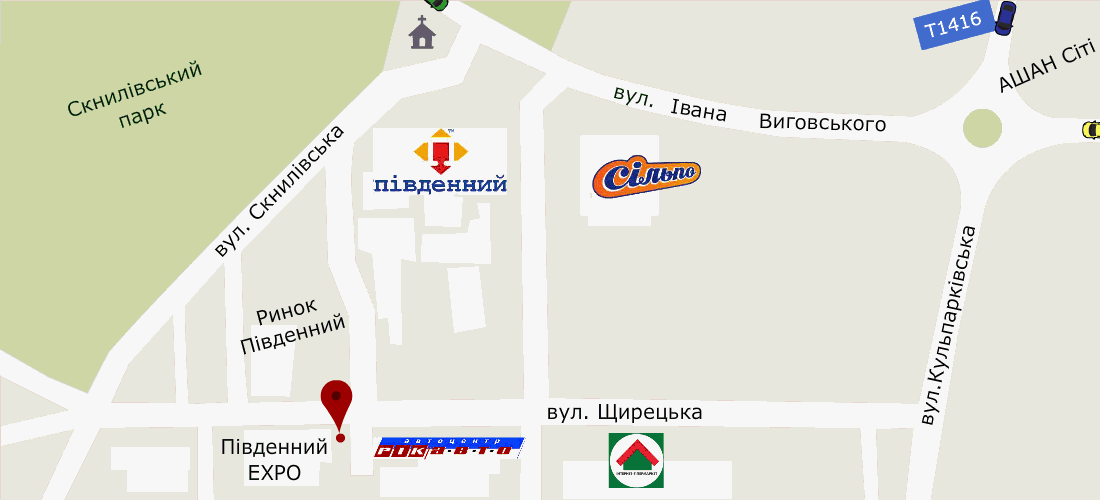 T1416
АШАН Сіті
Скнилівський
парк
вул. Івана Виговського
вул. Скнилівська
південний
Сільпо
вул.Кульпарківська
Ринок
Південний
вул. Щирецька
Південний
EXPO
автоцентр
РІКАВТО